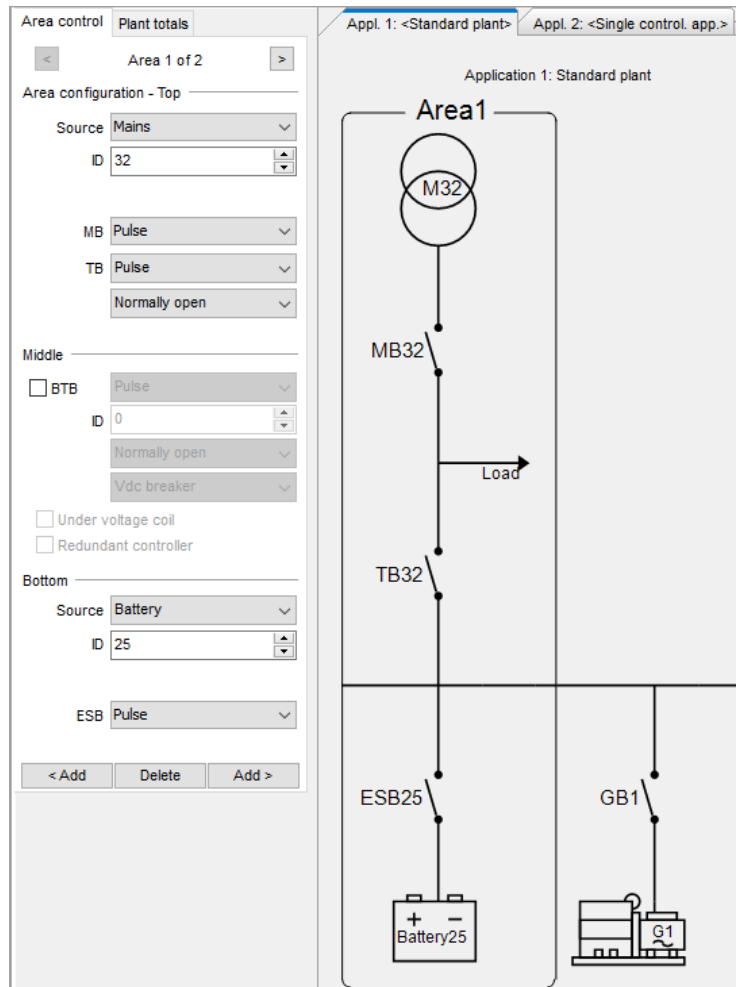 Area control
Plant totals
<
Area 1 of 2
>
Area configuration - Top
Source Mains
ID 32
MB Pulse
TB Pulse
Normally open
Middle
BTB Pulse
ID 0
Normally open
Vdc breaker
Under voltage coil
Redundant controller
Bottom
Source Battery
ID 25
ESB Pulse
< Add
Delete
Add >
Appl. 1: <Standard plant>
Appl. 2: <Single control. app.>
Application 1: Standard plant
Area1
M32
MB32
Load
TB32
ESB25
GB1
+ −
Battery25
G1
~